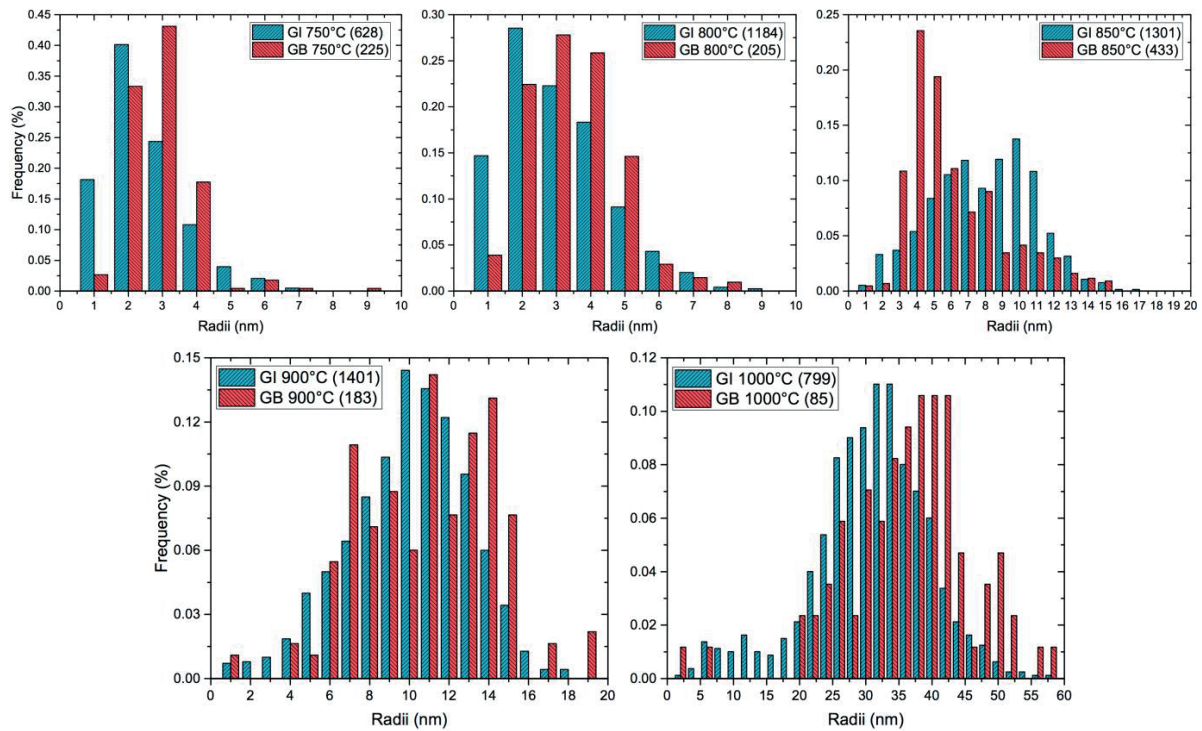 GI 750°C (628)
GB 750°C (225)
Frequency (%)
0.45
0.40
0.35
0.30
0.25
0.20
0.15
0.10
0.05
0.00
0 1 2 3 4 5 6 7 8 9 10
Radii (nm)
GI 800°C (1184)
GB 800°C (205)
0.30
0.25
0.20
0.15
0.10
0.05
0.00
0 1 2 3 4 5 6 7 8 9 10
Radii (nm)
GI 850°C (1301)
GB 850°C (433)
0.25
0.20
0.15
0.10
0.05
0.00
0 1 2 3 4 5 6 7 8 9 10 11 12 13 14 15 16 17 18 19 20
Radii (nm)
GI 900°C (1401)
GB 900°C (183)
Frequency (%)
0.15
0.12
0.09
0.06
0.03
0.00
0 2 4 6 8 10 12 14 16 18 20
Radii (nm)
GI 1000°C (799)
GB 1000°C (85)
0.12
0.10
0.08
0.06
0.04
0.02
0.00
0 5 10 15 20 25 30 35 40 45 50 55 60
Radii (nm)